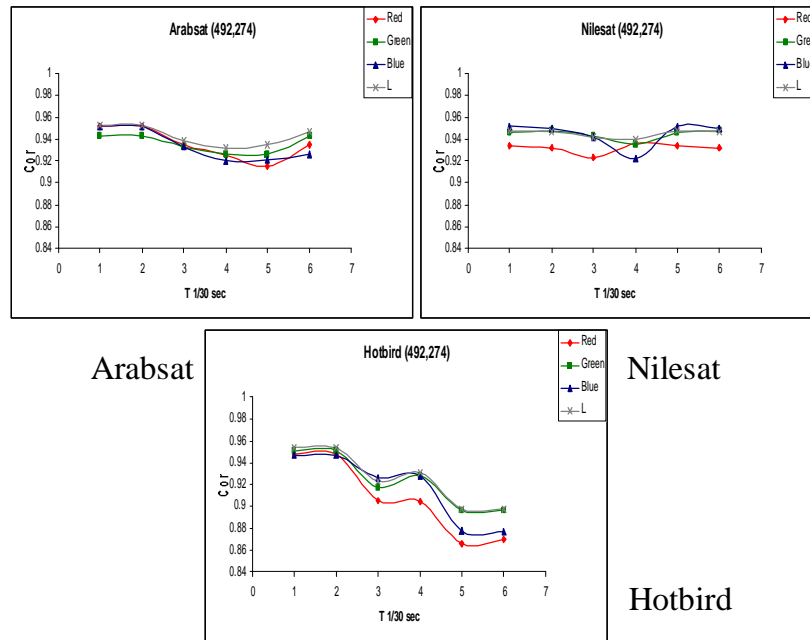 Arabsat (492,274)
Red
Green
Blue
L
1
0.98
0.96
0.94
0.92
0.9
0.88
0.86
0.84
Cor
0 1 2 3 4 5 6 7
T 1/30 sec
Nilesat (492,274)
Red
Green
Blue
L
1
0.98
0.96
0.94
0.92
0.9
0.88
0.86
0.84
Cor
0 1 2 3 4 5 6 7
T 1/30 sec
Arabsat
Nilesat
Hotbird (492,274)
Red
Green
Blue
L
1
0.98
0.96
0.94
0.92
0.9
0.88
0.86
0.84
Cor
0 1 2 3 4 5 6 7
T 1/30 sec
Hotbird